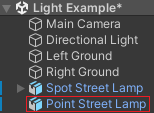 Light Example*
Main Camera
Directional Light
Left Ground
Right Ground
Spot Street Lamp
Point Street Lamp